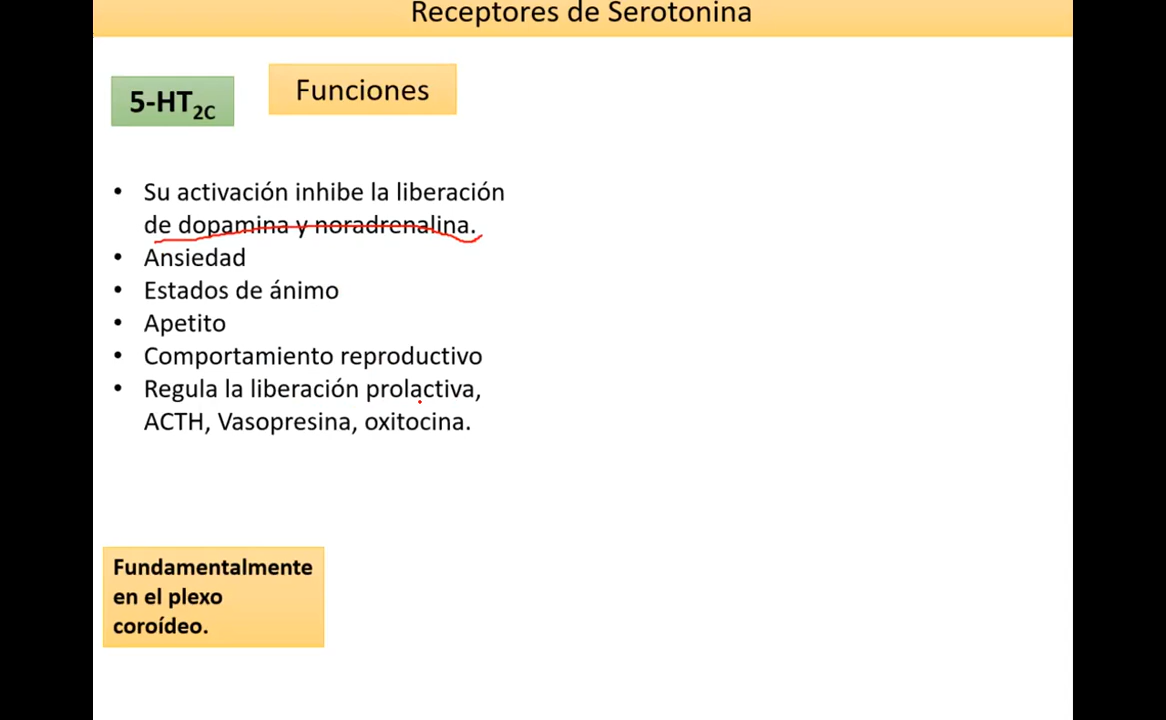 Receptores de Serotonina
5-HT2C
Funciones
• Su activación inhibe la liberación
de dopamina y noradrenalina.
• Ansiedad
• Estados de ánimo
• Apetito
• Comportamiento reproductivo
• Regula la liberación prolactiva,
ACTH, Vasopresina, oxitocina.
Fundamentalmente
en el plexo
coroídeo.